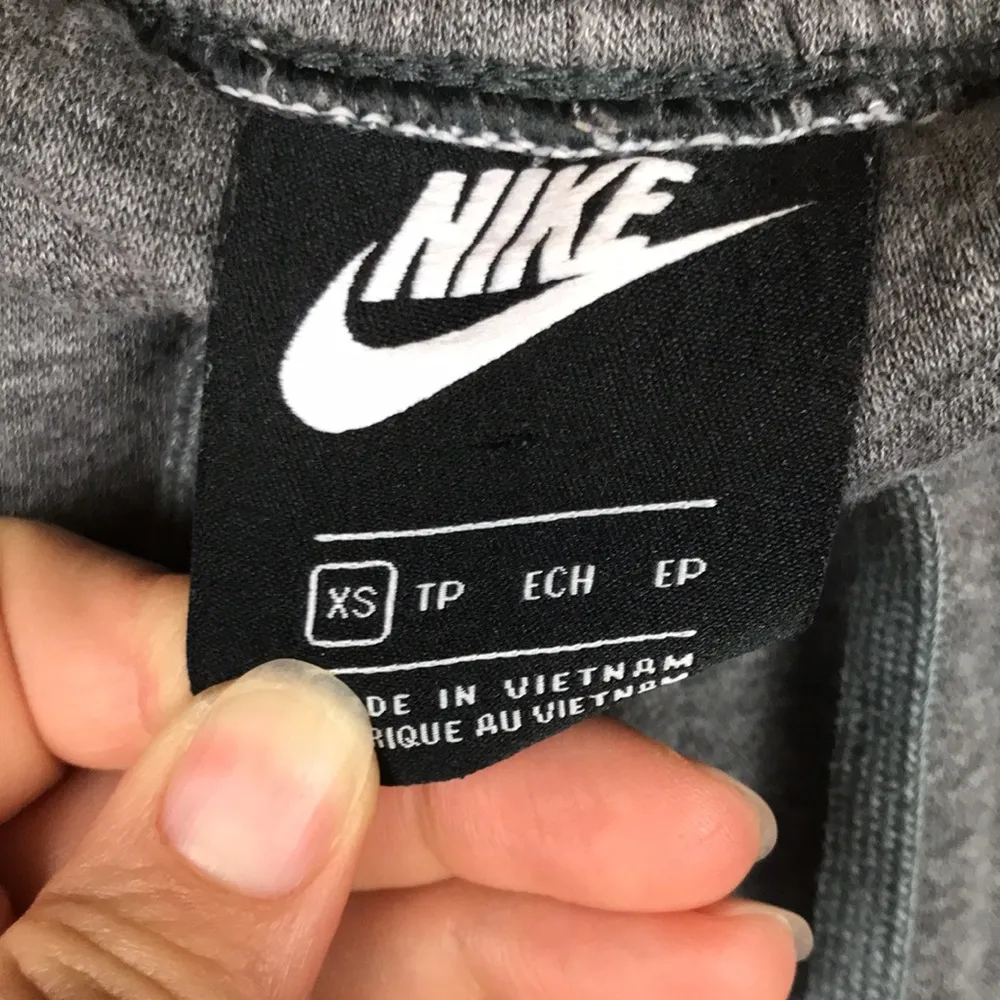 NIKE
XS TP ECH EP
DE IN VIETNAM
RIQUE AU VIETNAM